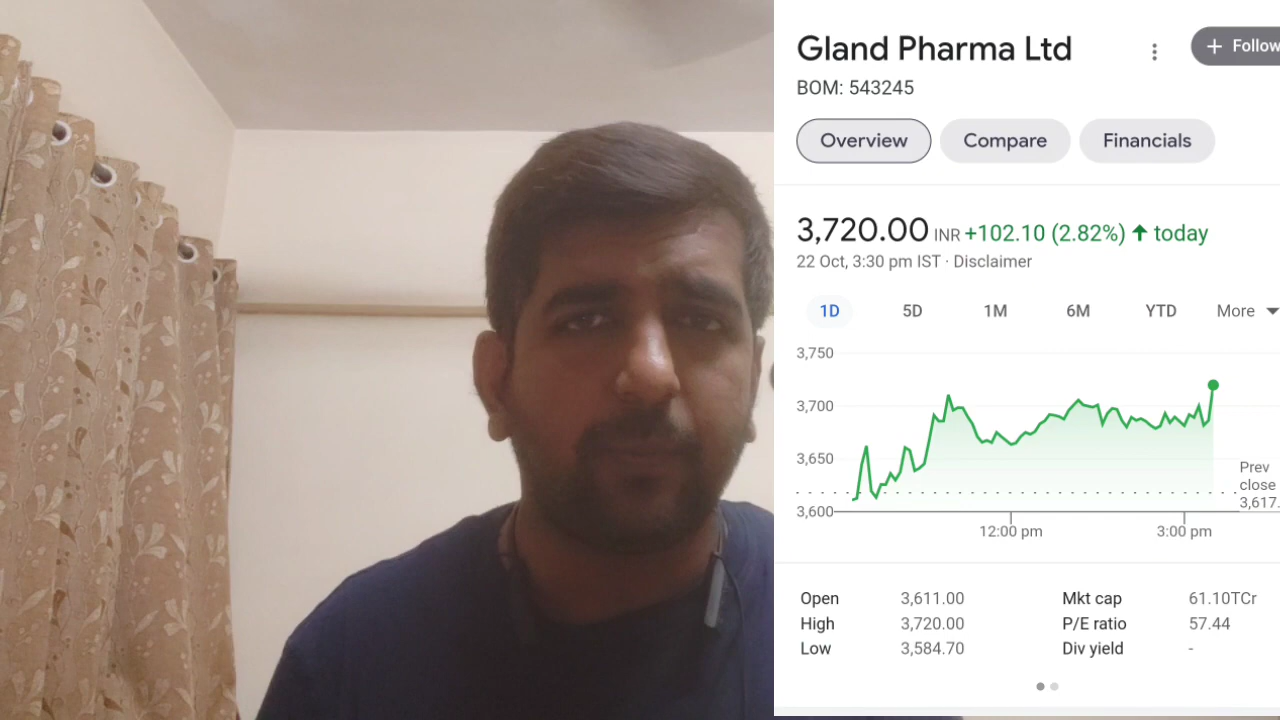 Gland Pharma Ltd
+ Follow
BOM: 543245
Overview Compare Financials
3,720.00 INR +102.10 (2.82%) ↑ today
22 Oct, 3:30 pm IST · Disclaimer
1D 5D 1M 6M YTD More
3,750
3,700
3,650
Prev
close
3,617.
3,600
12:00 pm 3:00 pm
Open 3,611.00 Mkt cap 61.10TCr
High 3,720.00 P/E ratio 57.44
Low 3,584.70 Div yield -